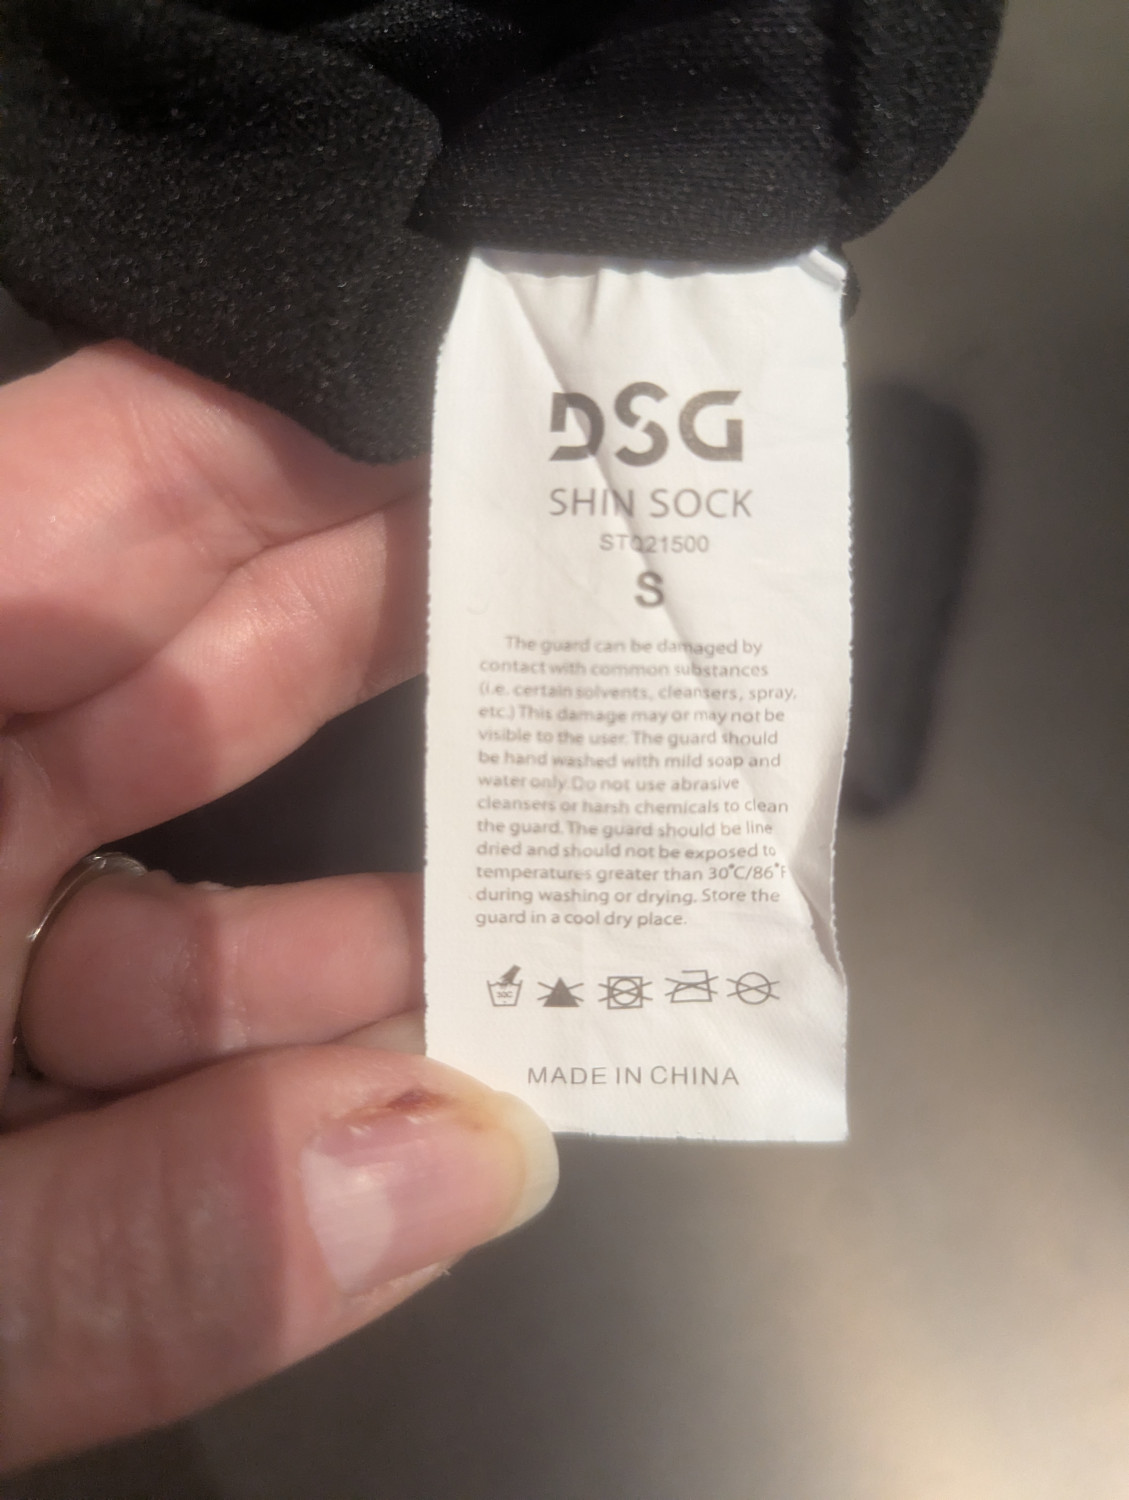 DSG
SHIN SOCK
ST021500
S
The guard can be damaged by
contact with common substances
(i.e. certain solvents, cleansers, spray,
etc.) This damage may or may not be
visible to the user. The guard should
be hand washed with mild soap and
water only. Do not use abrasive
cleansers or harsh chemicals to clean
the guard. The guard should be line
dried and should not be exposed to
temperatures greater than 30°C/86°F
during washing or drying. Store the
guard in a cool dry place.
30C
MADE IN CHINA